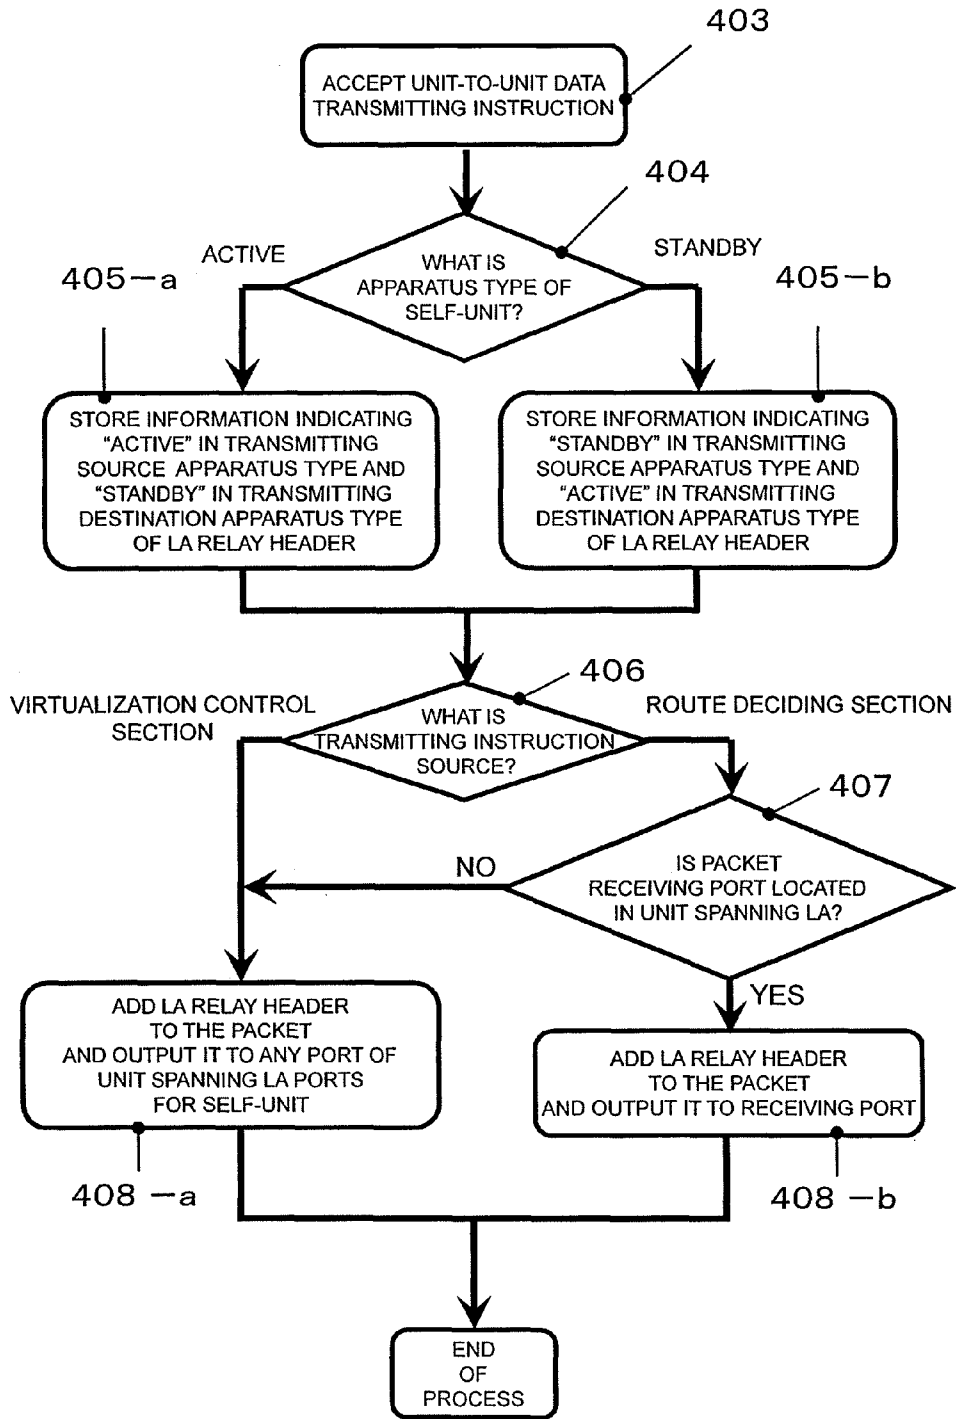 403
ACCEPT UNIT-TO-UNIT DATA
TRANSMITTING INSTRUCTION
404
ACTIVE
STANDBY
WHAT IS
APPARATUS TYPE OF
SELF-UNIT?
405-a
405-b
STORE INFORMATION INDICATING
“ACTIVE” IN TRANSMITTING
SOURCE APPARATUS TYPE AND
“STANDBY” IN TRANSMITTING
DESTINATION APPARATUS TYPE
OF LA RELAY HEADER
STORE INFORMATION INDICATING
“STANDBY” IN TRANSMITTING
SOURCE APPARATUS TYPE AND
“ACTIVE” IN TRANSMITTING
DESTINATION APPARATUS TYPE
OF LA RELAY HEADER
406
VIRTUALIZATION CONTROL
SECTION
ROUTE DECIDING SECTION
WHAT IS
TRANSMITTING INSTRUCTION
SOURCE?
407
NO
IS PACKET
RECEIVING PORT LOCATED
IN UNIT SPANNING LA?
YES
ADD LA RELAY HEADER
TO THE PACKET
AND OUTPUT IT TO ANY PORT OF
UNIT SPANNING LA PORTS
FOR SELF-UNIT
ADD LA RELAY HEADER
TO THE PACKET
AND OUTPUT IT TO RECEIVING PORT
408 -a
408 -b
END
OF
PROCESS